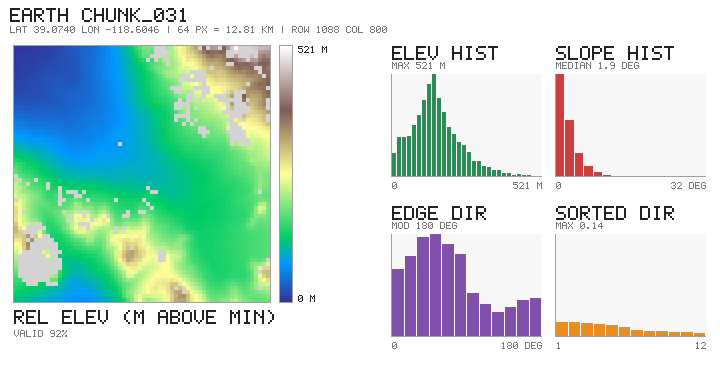 EARTH CHUNK_031
LAT 39.0740 LON -118.6046 | 64 PX = 12.81 KM | ROW 1088 COL 800
521 M
0 M
REL ELEV (M ABOVE MIN)
VALID 92%
ELEV HIST
MAX 521 M
0 521 M
SLOPE HIST
MEDIAN 1.9 DEG
0 32 DEG
EDGE DIR
MOD 180 DEG
0 180 DEG
SORTED DIR
MAX 0.14
1 12